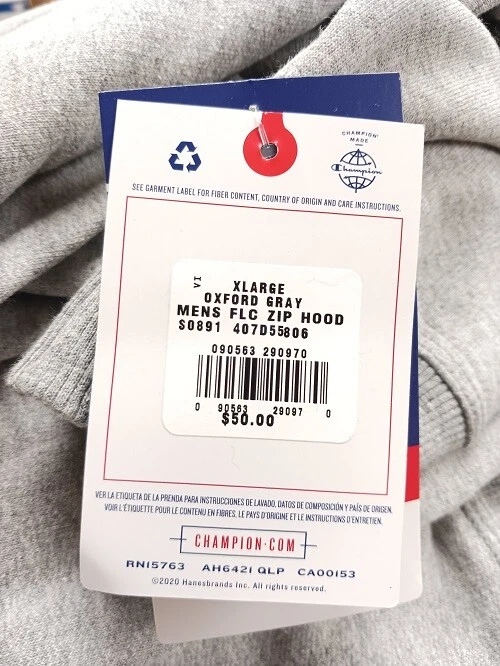 CHAMPION®
MADE
Champion
SEE GARMENT LABEL FOR FIBER CONTENT, COUNTRY OF ORIGIN AND CARE INSTRUCTIONS.
VI
XLARGE
OXFORD GRAY
MENS FLC ZIP HOOD
S0891 407D55806
090563 290970
0 90563 29097 0
$50.00
VER LA ETIQUETA DE LA PRENDA PARA INSTRUCCIONES DE LAVADO, DATOS DE COMPOSICIÓN Y PAÍS DE ORIGEN.
VOIR L'ÉTIQUETTE POUR LE CONTENU EN FIBRES, LE PAYS D'ORIGINE ET LE INSTRUCTIONS D'ENTRETIEN.
CHAMPION·COM
RN15763 AH6421 QLP CA00153
©2020 Hanesbrands Inc. All rights reserved.